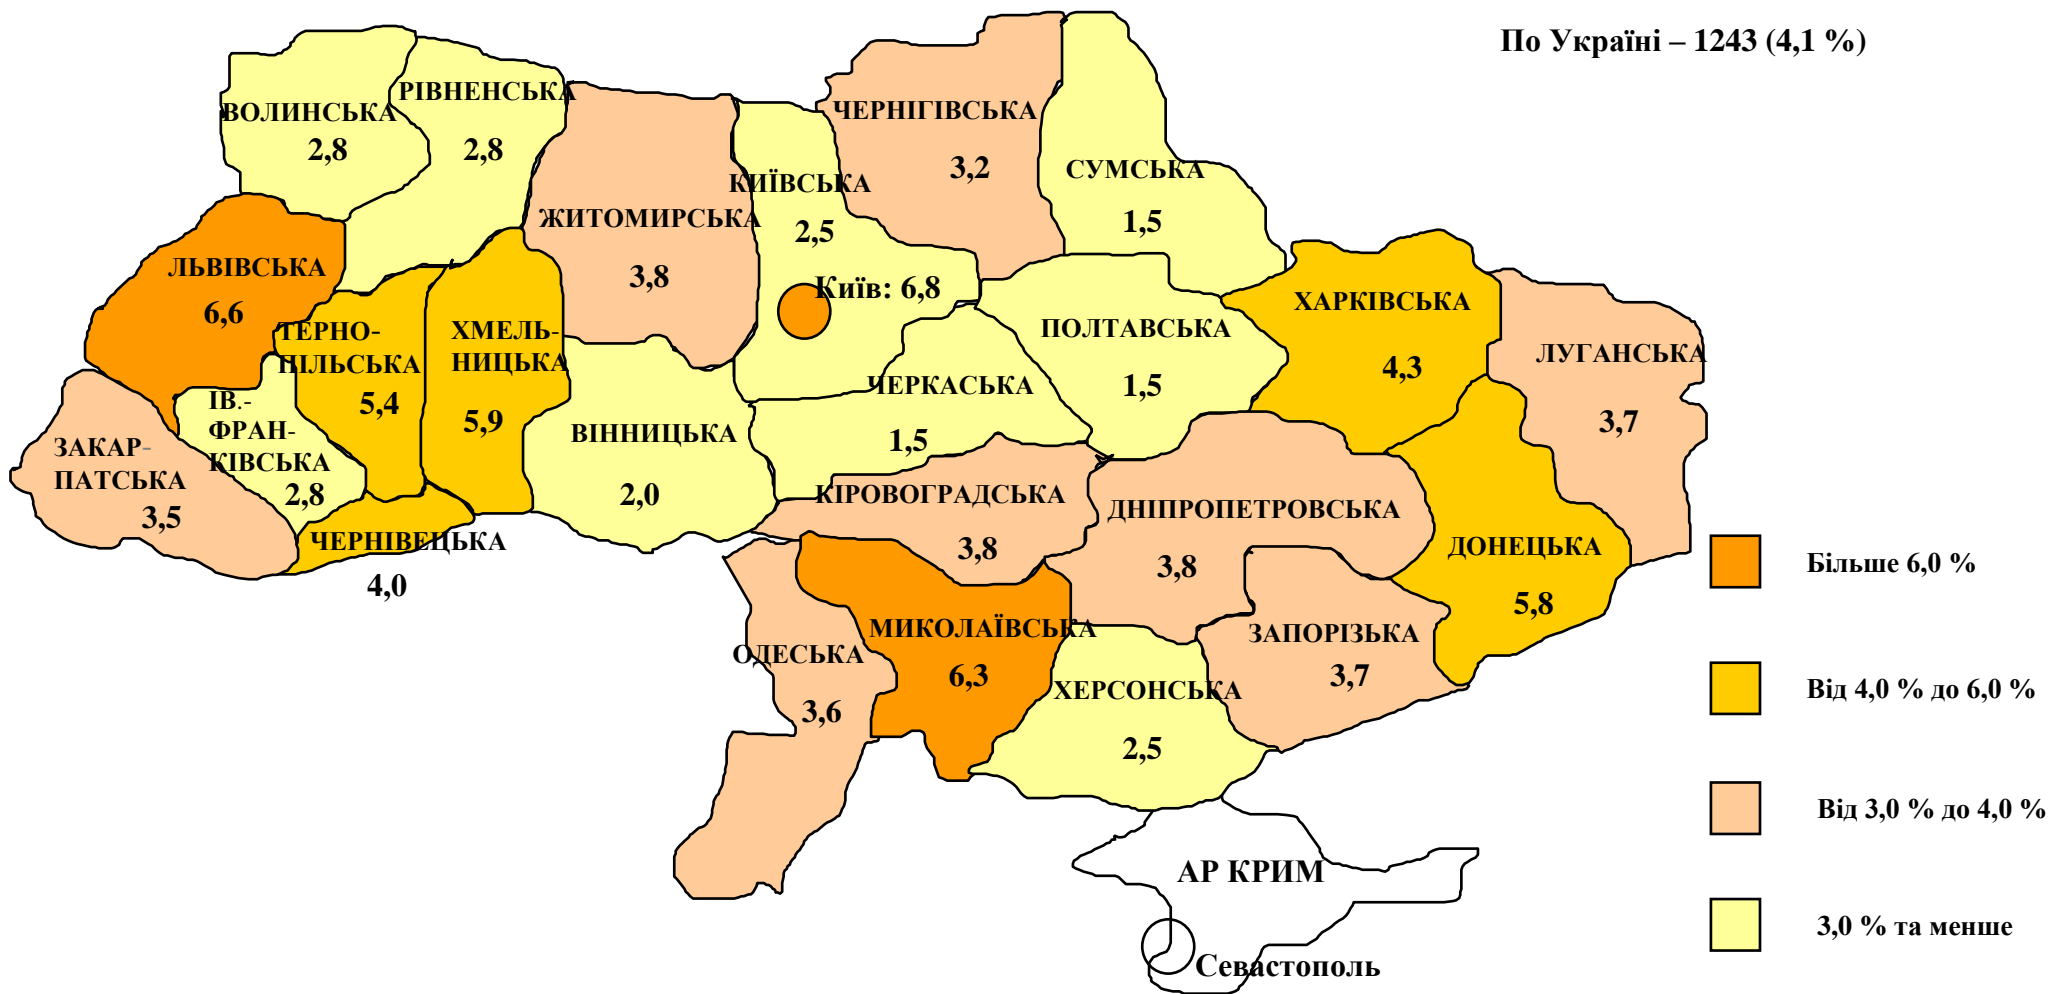 По Україні – 1243 (4,1 %)
ВОЛИНСЬКА
2,8
РІВНЕНСЬКА
2,8
ЖИТОМИРСЬКА
3,8
КИЇВСЬКА
2,5
Київ: 6,8
ЧЕРНІГІВСЬКА
3,2
СУМСЬКА
1,5
ЛЬВІВСЬКА
6,6
ТЕРНО-
ПІЛЬСЬКА
5,4
ХМЕЛЬ-
НИЦЬКА
5,9
ІВ.-
ФРАН-
КІВСЬКА
2,8
ЗАКАР-
ПАТСЬКА
3,5
ЧЕРНІВЕЦЬКА
4,0
ВІННИЦЬКА
2,0
ЧЕРКАСЬКА
1,5
ПОЛТАВСЬКА
1,5
ХАРКІВСЬКА
4,3
ЛУГАНСЬКА
3,7
КІРОВОГРАДСЬКА
3,8
ДНІПРОПЕТРОВСЬКА
3,8
ДОНЕЦЬКА
5,8
ОДЕСЬКА
3,6
МИКОЛАЇВСЬКА
6,3
ХЕРСОНСЬКА
2,5
ЗАПОРІЗЬКА
3,7
АР КРИМ
Севастополь
Більше 6,0 %
Від 4,0 % до 6,0 %
Від 3,0 % до 4,0 %
3,0 % та менше